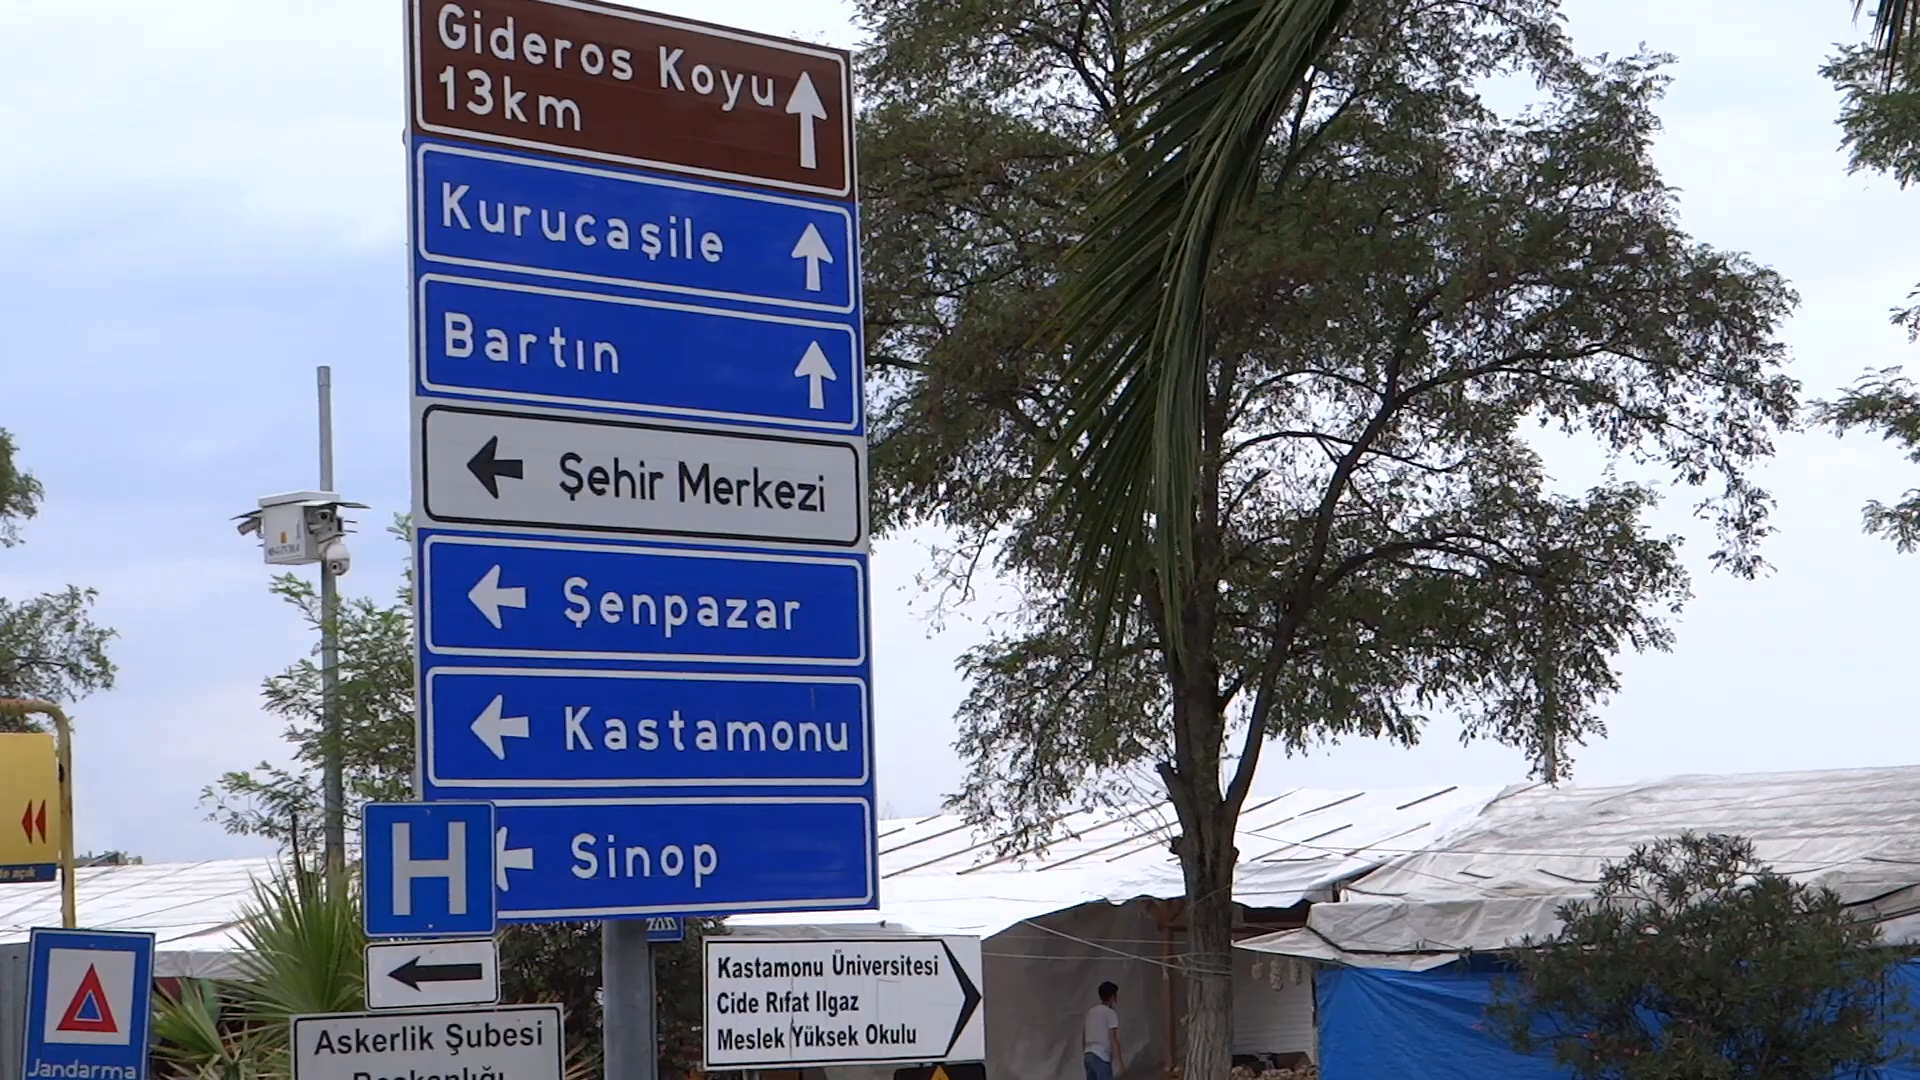 Gideros Koyu
13km
Kurucaşile
Bartın
Şehir Merkezi
Şenpazar
Kastamonu
Sinop
H
Kastamonu Üniversitesi
Cide Rıfat Ilgaz
Meslek Yüksek Okulu
Askerlik Şubesi
Başkanlığı
Jandarma
açık